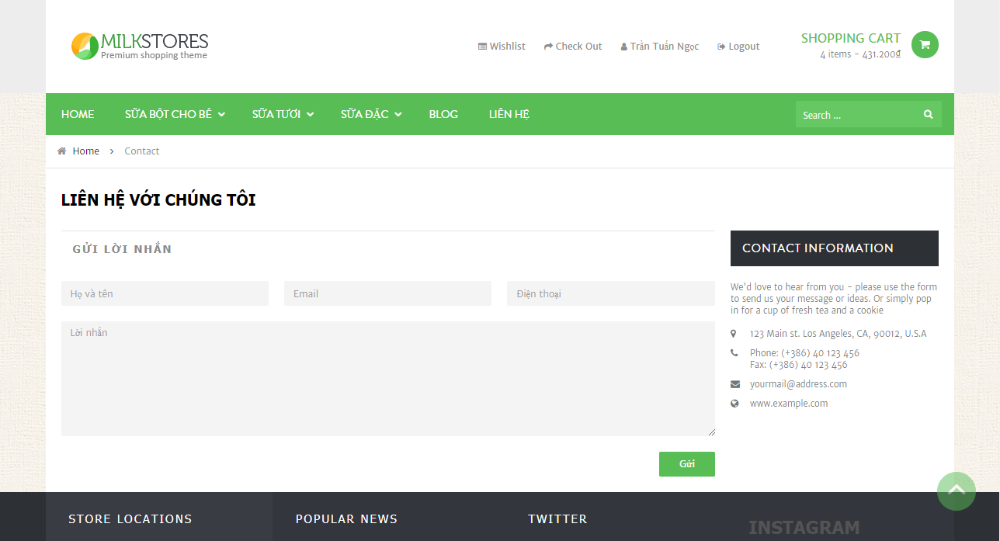 MILKSTORES
Premium shopping theme
Wishlist
Check Out
Trần Tuấn Ngọc
Logout
SHOPPING CART
4 items - 431.200₫
HOME
SỮA BỘT CHO BÉ
SỮA TƯƠI
SỮA ĐẶC
BLOG
LIÊN HỆ
Search ...
Home
Contact
LIÊN HỆ VỚI CHÚNG TÔI
GỬI LỜI NHẮN
Họ và tên
Email
Điện thoại
Lời nhắn
Gửi
CONTACT INFORMATION
We'd love to hear from you - please use the form
to send us your message or ideas. Or simply pop
in for a cup of fresh tea and a cookie
123 Main st. Los Angeles, CA, 90012, U.S.A
Phone: (+386) 40 123 456
Fax: (+386) 40 123 456
yourmail@address.com
www.example.com
STORE LOCATIONS
POPULAR NEWS
TWITTER
INSTAGRAM